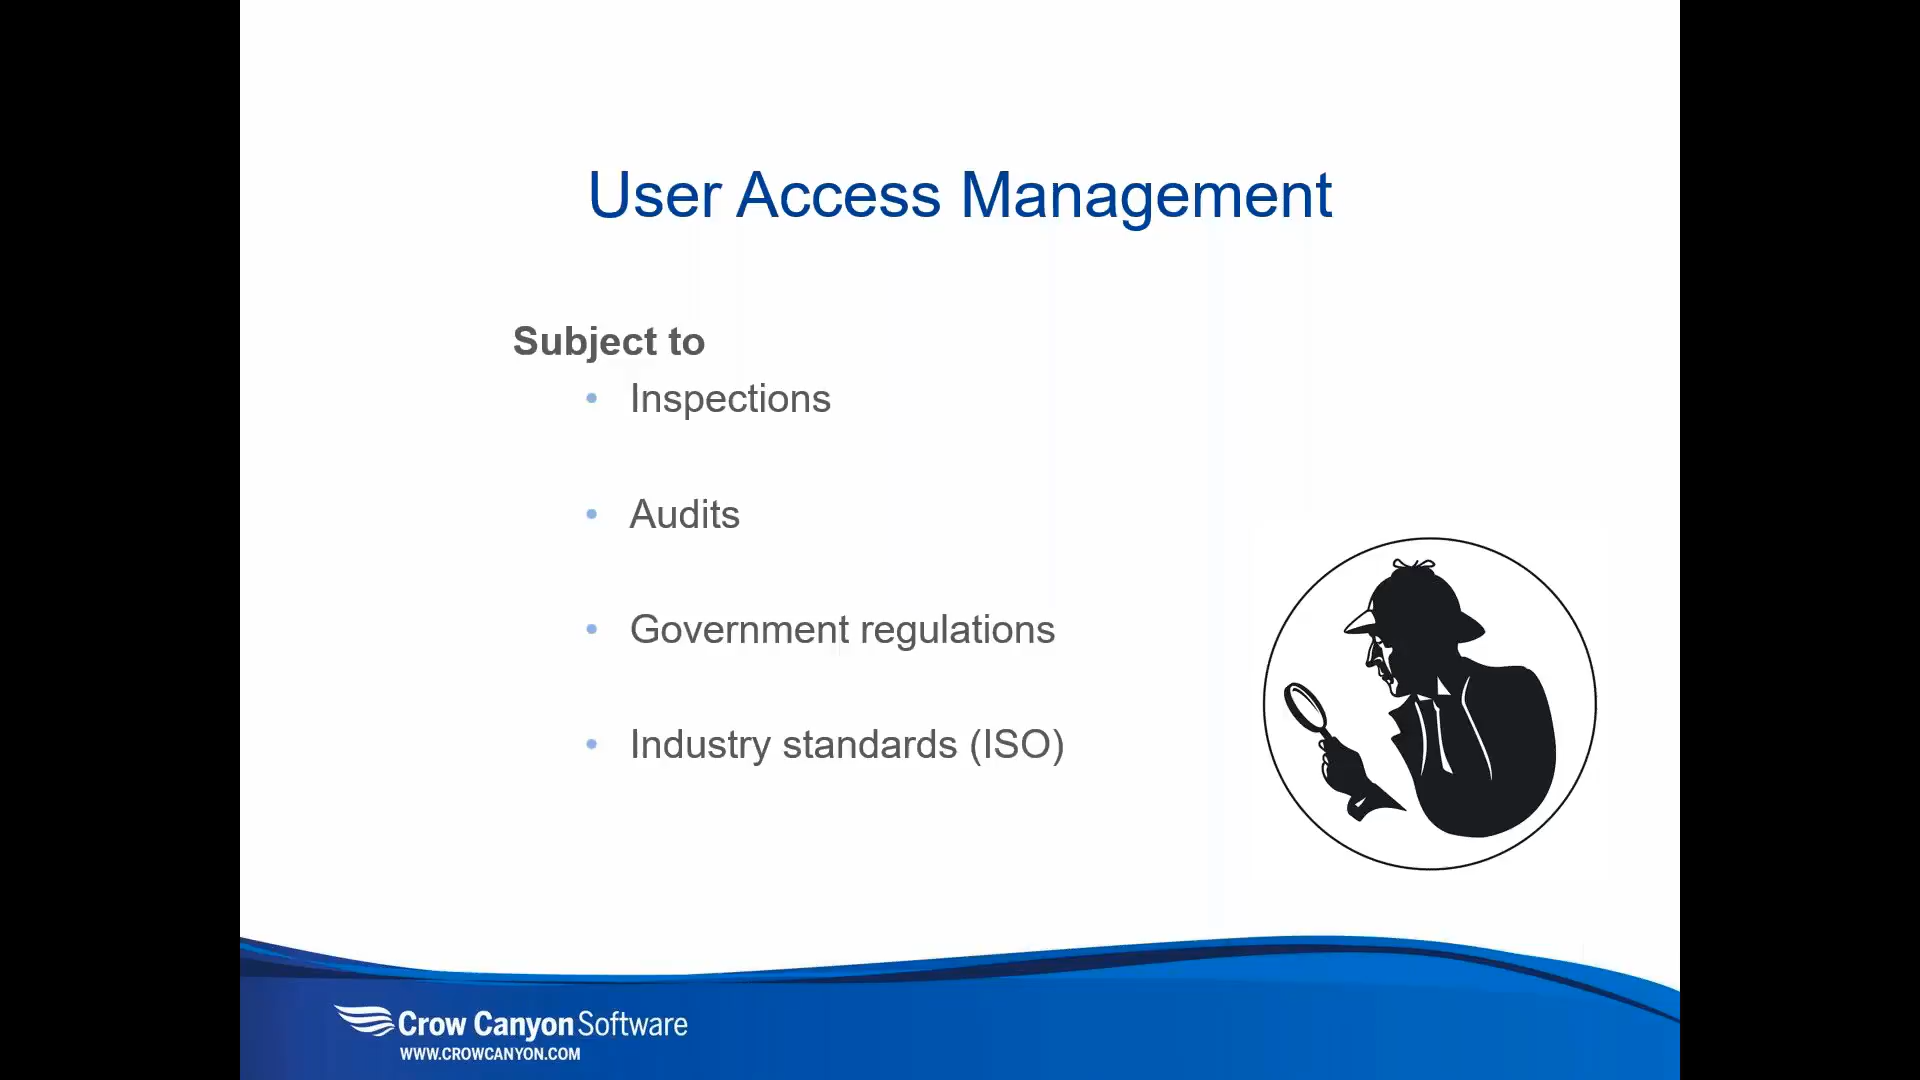 User Access Management
Subject to
• Inspections
• Audits
• Government regulations
• Industry standards (ISO)
Crow Canyon Software
WWW.CROWCANYON.COM